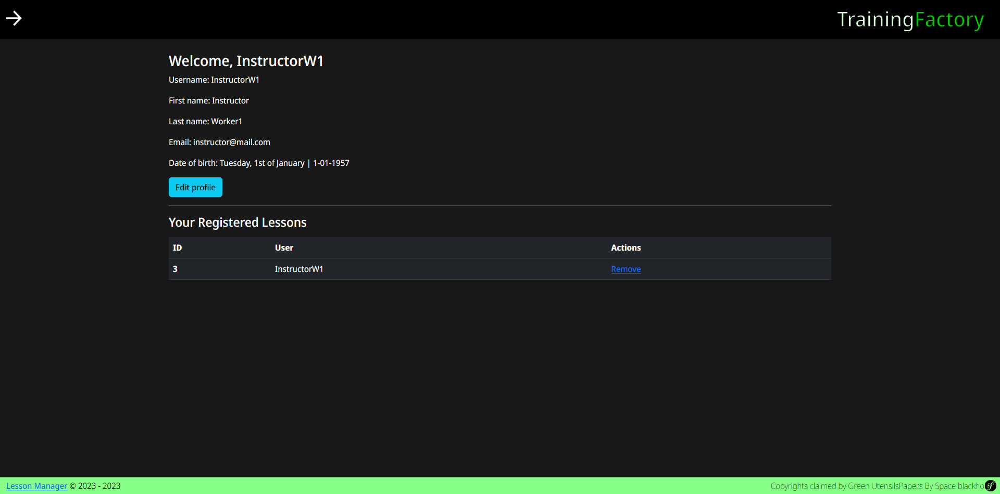 TrainingFactory
Welcome, InstructorW1
Username: InstructorW1
First name: Instructor
Last name: Worker1
Email: instructor@mail.com
Date of birth: Tuesday, 1st of January | 1-01-1957
Edit profile
Your Registered Lessons
ID User Actions
3 InstructorW1 Remove
Lesson Manager © 2023 - 2023 Copyrights claimed by Green UtensilsPapers By Space blackho